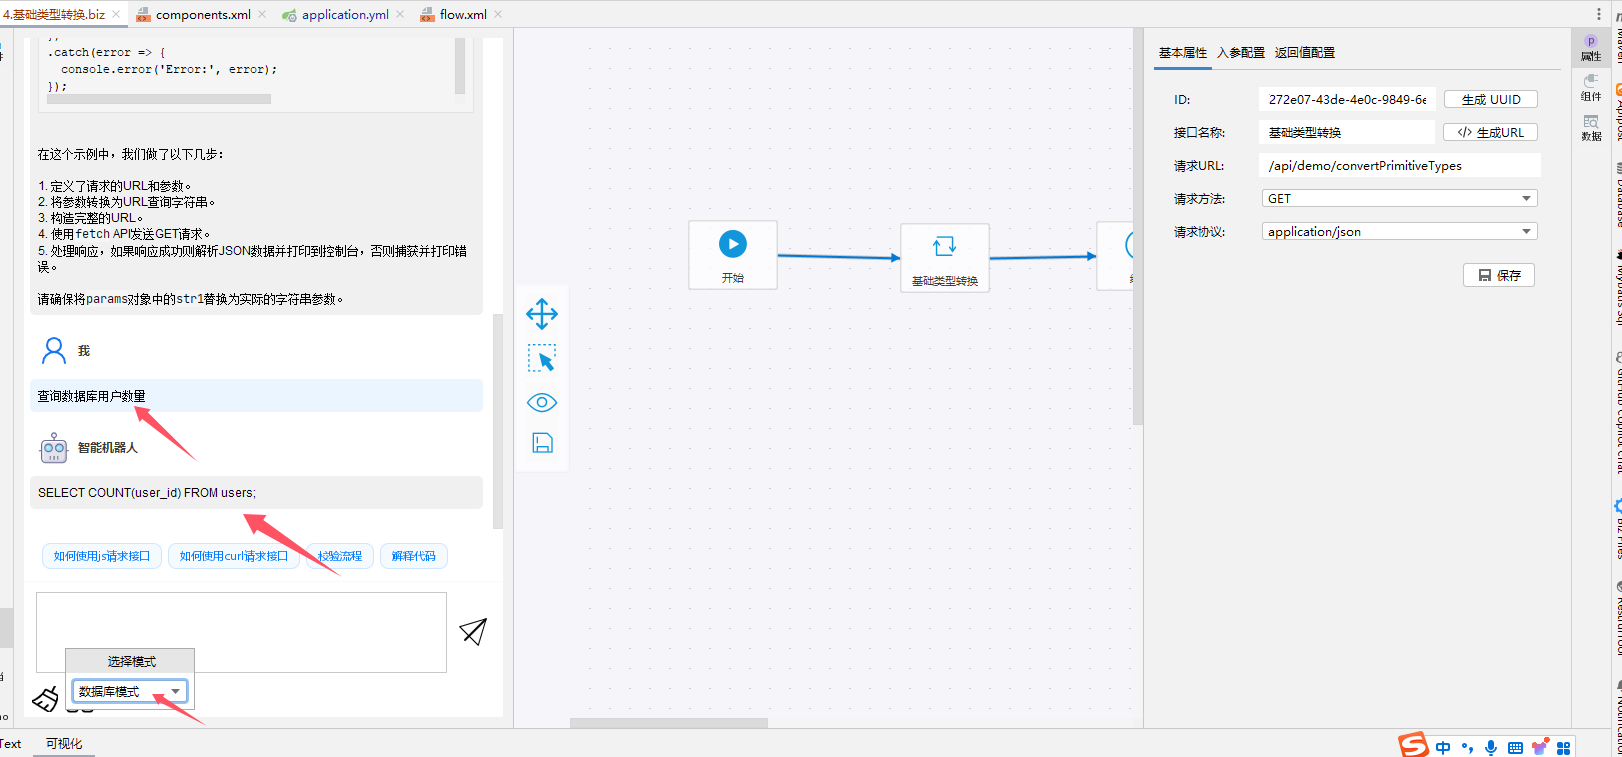 4.基础类型转换.biz
components.xml
application.yml
flow.xml
});
.catch(error => {
console.error('Error:', error);
});
在这个示例中，我们做了以下几步：
1. 定义了请求的URL和参数。
2. 将参数转换为URL查询字符串。
3. 构造完整的URL。
4. 使用fetch API发送GET请求。
5. 处理响应，如果响应成功则解析JSON数据并打印到控制台，否则捕获并打印错
误。
请确保将params对象中的str1替换为实际的字符串参数。
我
查询数据库用户数量
智能机器人
SELECT COUNT(user_id) FROM users;
如何使用js请求接口
如何使用curl请求接口
校验流程
解释代码
选择模式
数据库模式
Text
可视化
开始
基础类型转换
基本属性
入参配置
返回值配置
ID:
272e07-43de-4e0c-9849-6e
生成 UUID
接口名称:
基础类型转换
</> 生成URL
请求URL:
/api/demo/convertPrimitiveTypes
请求方法:
GET
请求协议:
application/json
保存
属性
组件
数据
Maven
Apipost
Database
Mybatis Sql
GitHub Copilot Chat
Biz Files
中